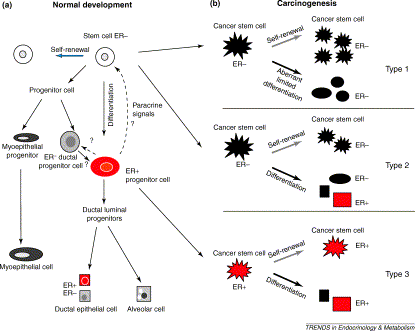 (a) Normal development
Stem cell ER−
Self-renewal
Progenitor cell
Differentiation
Paracrine
signals
?
Myoepithelial
progenitor
ER− ductal
progenitor cell
?
ER+
progenitor cell
Ductal luminal
progenitors
Myoepithelial cell
ER+
ER−
Ductal epithelial cell
Alveolar cell
(b) Carcinogenesis
Cancer stem cell
ER−
Self-renewal
Aberrant
limited
differentiation
Cancer stem cell
ER−
ER−
Type 1
Cancer stem cell
ER−
Self-renewal
Differentiation
Cancer stem cell
ER−
ER−
ER+
Type 2
Cancer stem cell
ER+
Self-renewal
Differentiation
Cancer stem cell
ER+
ER+
Type 3
TRENDS in Endocrinology & Metabolism